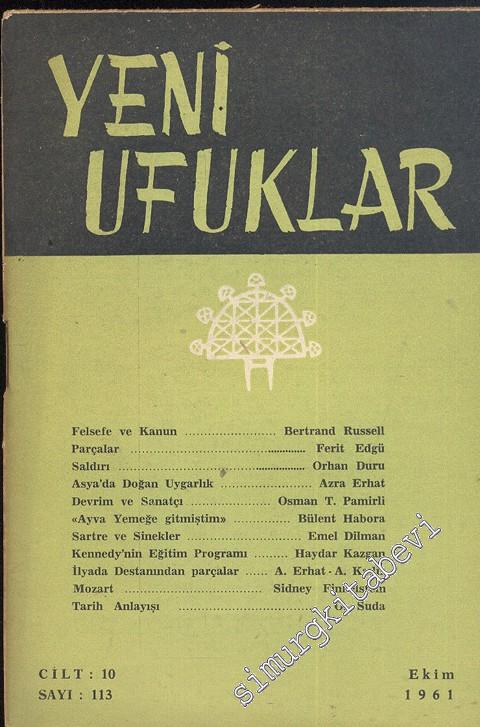 YENİ
UFUKLAR
Felsefe ve Kanun ........................ Bertrand Russell
Parçalar ........................ Ferit Edgü
Saldırı ........................ Orhan Duru
Asya'da Doğan Uygarlık ........................ Azra Erhat
Devrim ve Sanatçı ........................ Osman T. Pamirli
«Ayva Yemeğe gitmiştim» ............... Bülent Habora
Sartre ve Sinekler ........................ Emel Dilman
Kennedy'nin Eğitim Programı ......... Haydar Kazgan
İlyada Destanından parçalar ...... A. Erhat - A.
Mozart ........................ Sidney
Tarih Anlayışı ........................ Suda
CİLT : 10
SAYI : 113
Ekim
1961
simurgkitabevi